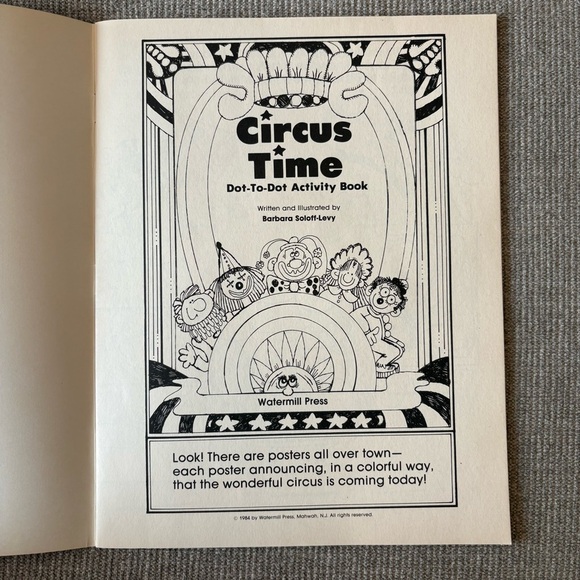 Circus
Time
Dot-To-Dot Activity Book
Written and Illustrated by
Barbara Soloff-Levy
Watermill Press
Look! There are posters all over town—
each poster announcing, in a colorful way,
that the wonderful circus is coming today!
© 1984 by Watermill Press, Mahwah, N.J. All rights reserved.